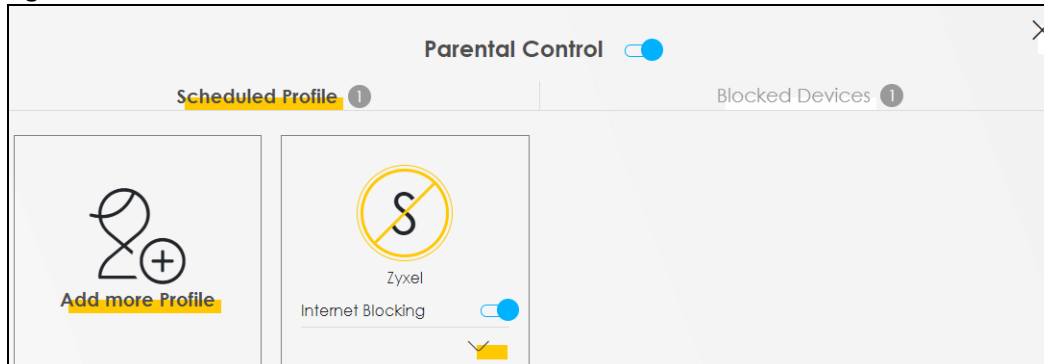 Parental Control
Scheduled Profile 1
Blocked Devices 1
Add more Profile
S
Zyxel
Internet Blocking